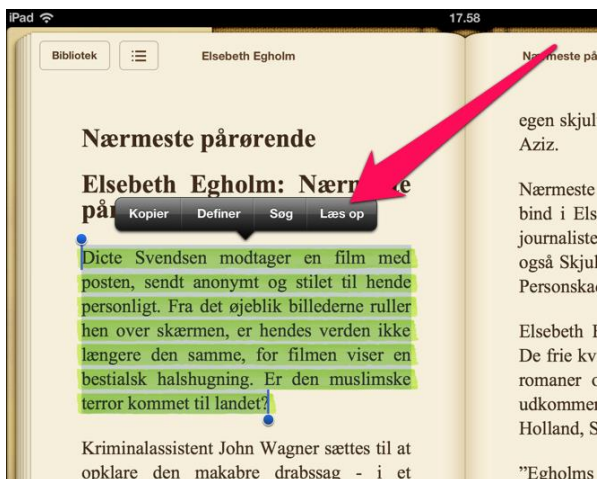 iPad
17.58
Bibliotek
Elsebeth Egholm
Nærmeste pårørende
Elsebeth Egholm:
Kopier Definer Søg Læs op
Dicte Svendsen modtager en film med
posten, sendt anonymt og stilet til hende
personligt. Fra det øjeblik billederne ruller
hen over skærmen, er hendes verden ikke
længere den samme, for filmen viser en
bestialsk halshugning. Er den muslimske
terror kommet til landet?
Kriminalassistent John Wagner sættes til at
opklare den makabre drabssag - i et
egen skjul
Aziz.
Nærmeste
bind i Els
journaliste
også Skjul
Personska
Elsebeth
De frie kv
romaner
udkommer
Holland, S
"Egholms